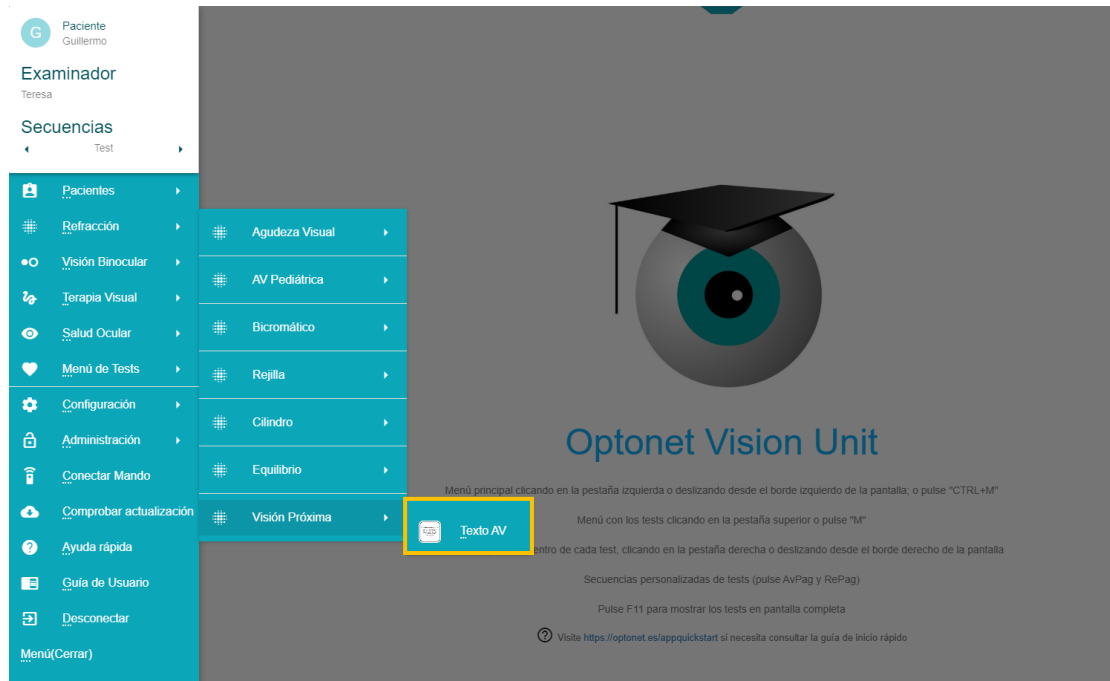 G
Paciente
Guillermo
Examinador
Teresa
Secuencias
Test
Pacientes
Refracción
Visión Binocular
Terapia Visual
Salud Ocular
Menú de Tests
Configuración
Administración
Conectar Mando
Comprobar actualización
Ayuda rápida
Guía de Usuario
Desconectar
Menú(Cerrar)
Agudeza Visual
AV Pediátrica
Bicromático
Rejilla
Cilindro
Equilibrio
Visión Próxima
Texto AV
Optonet Vision Unit
Menú principal clicando en la pestaña izquierda o deslizando desde el borde izquierdo de la pantalla; o pulse "CTRL+M"
Menú con los tests clicando en la pestaña superior o pulse "M"
entro de cada test, clicando en la pestaña derecha o deslizando desde el borde derecho de la pantalla
Secuencias personalizadas de tests (pulse AvPag y RePag)
Pulse F11 para mostrar los tests en pantalla completa
? Visite https://optonet.es/appquickstart si necesita consultar la guía de inicio rápido